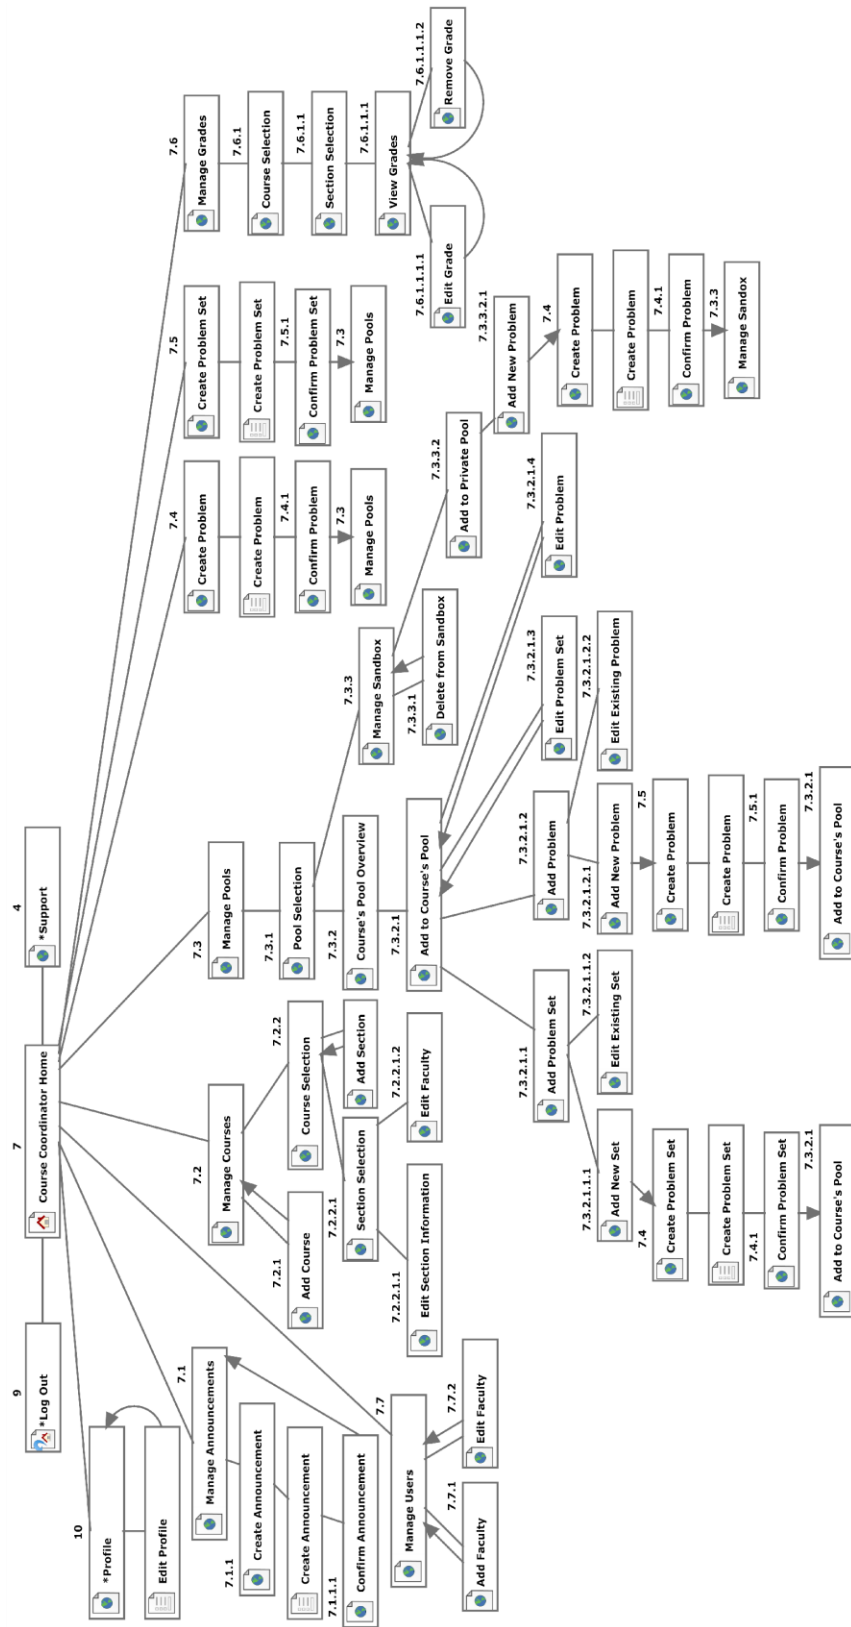 9
*Log Out
7
Course Coordinator Home
4
*Support
10
*Profile
Edit Profile
7.1
Manage Announcements
7.1.1
Create Announcement
Create Announcement
7.1.1.1
Confirm Announcement
7.7
Manage Users
7.7.1
Add Faculty
7.7.2
Edit Faculty
7.2
Manage Courses
7.2.1
Add Course
7.2.2
Course Selection
Add Section
7.2.2.1
Section Selection
7.2.2.1.1
Edit Section Information
7.2.2.1.2
Edit Faculty
7.3
Manage Pools
7.3.1
Pool Selection
7.3.2
Course's Pool Overview
7.3.2.1
Add to Course's Pool
7.3.2.1.1
Add Problem Set
7.3.2.1.1.1
Add New Set
7.3.2.1.1.2
Edit Existing Set
7.4
Create Problem Set
Create Problem Set
7.4.1
Confirm Problem Set
7.3.2.1
Add to Course's Pool
7.3.2.1.2
Add Problem
7.3.2.1.2.1
Add New Problem
7.3.2.1.2.2
Edit Existing Problem
7.5
Create Problem
Create Problem
7.5.1
Confirm Problem
7.3.2.1
Add to Course's Pool
7.3.2.1.3
Edit Problem Set
7.3.2.1.4
Edit Problem
7.3.3
Manage Sandbox
7.3.3.1
Delete from Sandbox
7.3.3.2
Add to Private Pool
7.3.3.2.1
Add New Problem
7.4
Create Problem
Create Problem
7.4.1
Confirm Problem
7.3.3
Manage Sandox
7.4
Create Problem
Create Problem
7.4.1
Confirm Problem
7.3
Manage Pools
7.5
Create Problem Set
Create Problem Set
7.5.1
Confirm Problem Set
7.3
Manage Pools
7.6
Manage Grades
7.6.1
Course Selection
7.6.1.1
Section Selection
7.6.1.1.1
View Grades
7.6.1.1.1.1
Edit Grade
7.6.1.1.1.2
Remove Grade